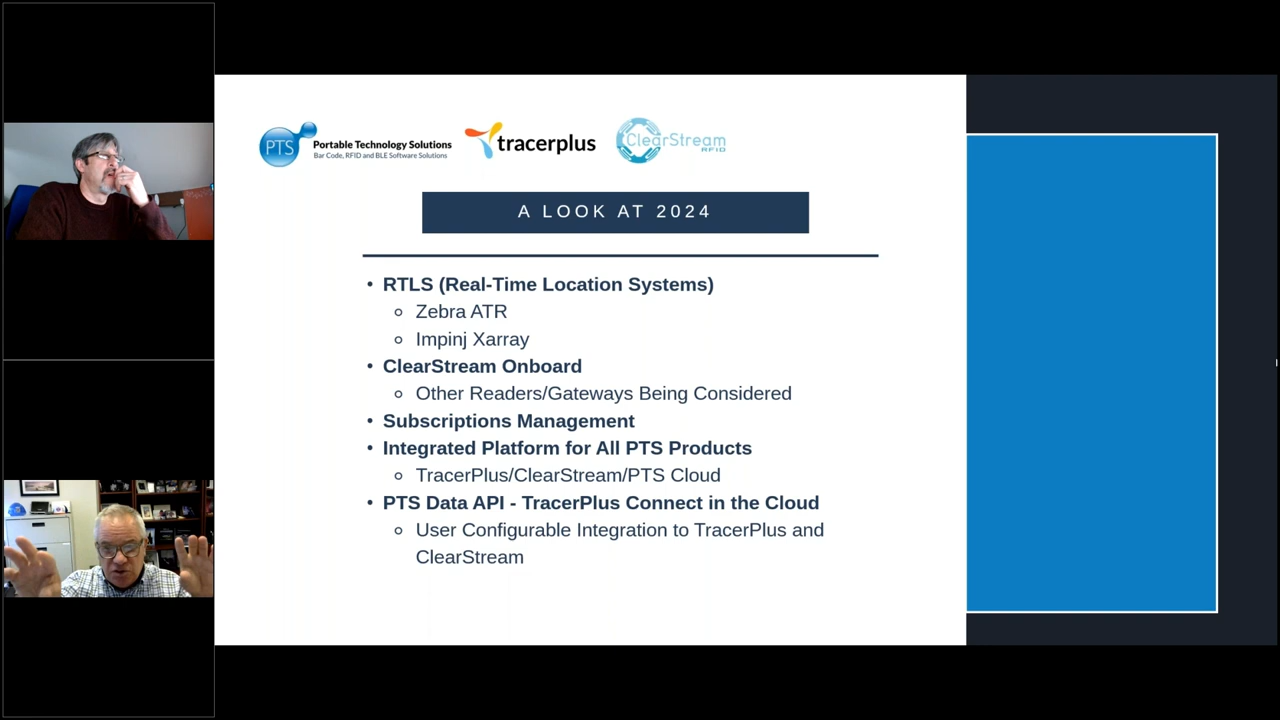 PTS
Portable Technology Solutions
Bar Code, RFID and BLE Software Solutions
tracerplus
ClearStream
RFID
A LOOK AT 2024
• RTLS (Real-Time Location Systems)
○ Zebra ATR
○ Impinj Xarray
• ClearStream Onboard
○ Other Readers/Gateways Being Considered
• Subscriptions Management
• Integrated Platform for All PTS Products
○ TracerPlus/ClearStream/PTS Cloud
• PTS Data API - TracerPlus Connect in the Cloud
○ User Configurable Integration to TracerPlus and
ClearStream